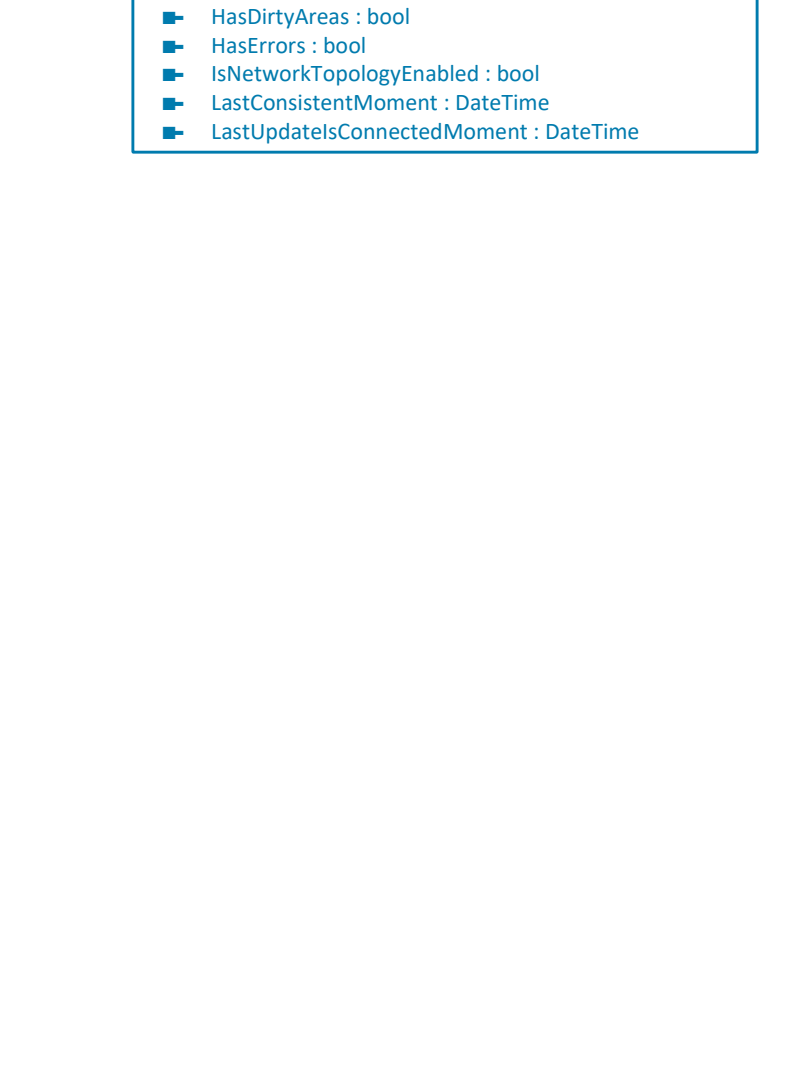 HasDirtyAreas : bool
HasErrors : bool
IsNetworkTopologyEnabled : bool
LastConsistentMoment : DateTime
LastUpdateIsConnectedMoment : DateTime